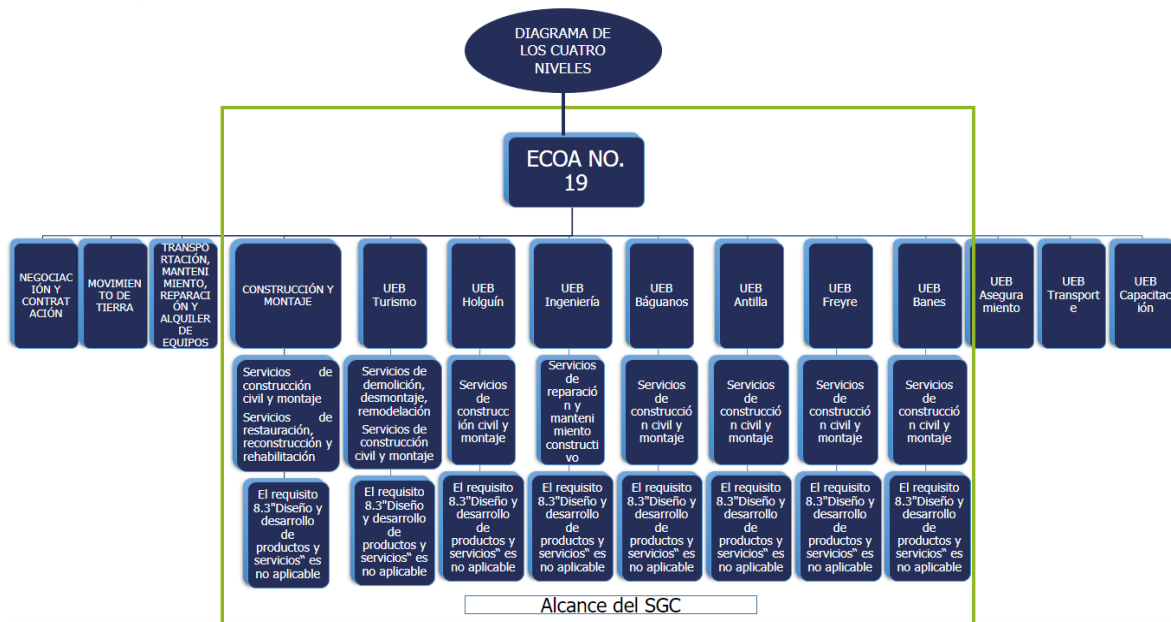 DIAGRAMA DE
LOS CUATRO
NIVELES
ECOA NO.
19
NEGOCIACI
ÓN Y
CONTRAT
ACIÓN
MOVIMIEN
TO DE
TIERRA
TRANSPO
RTACIÓN,
MANTENI
MIENTO,
REPARACI
ÓN Y
ALQUILER
DE
EQUIPOS
CONSTRUCCIÓN Y
MONTAJE
UEB
Turismo
UEB
Holguín
UEB
Ingeniería
UEB
Báguanos
UEB
Antilla
UEB
Freyre
UEB
Banes
UEB
Asegura
miento
UEB
Transport
e
UEB
Capacitac
ión
Servicios de
construcción
civil y montaje
Servicios de
restauración,
reconstrucción y
rehabilitación
Servicios de
demolición,
desmontaje,
remodelación
Servicios de
construcción
civil y montaje
Servicios
de
construcc
ión civil y
montaje
Servicios
de
reparació
n y
manteni
miento
constructi
vo
Servicios
de
construcció
n civil y
montaje
Servicios
de
construcció
n civil y
montaje
Servicios
de
construcció
n civil y
montaje
Servicios
de
construcció
n civil y
montaje
El requisito
8.3"Diseño y
desarrollo
de
productos y
servicios“ es
no aplicable
El requisito
8.3"Diseño
y desarrollo
de
productos y
servicios“ es
no aplicable
El requisito
8.3"Diseño y
desarrollo
de
productos y
servicios“ es
no aplicable
El requisito
8.3"Diseño y
desarrollo
de
productos y
servicios“ es
no aplicable
El requisito
8.3"Diseño y
desarrollo
de
productos y
servicios“ es
no aplicable
El requisito
8.3"Diseño y
desarrollo
de
productos y
servicios“ es
no aplicable
El requisito
8.3"Diseño y
desarrollo
de
productos y
servicios“ es
no aplicable
El requisito
8.3"Diseño y
desarrollo
de
productos y
servicios“ es
no aplicable
Alcance del SGC